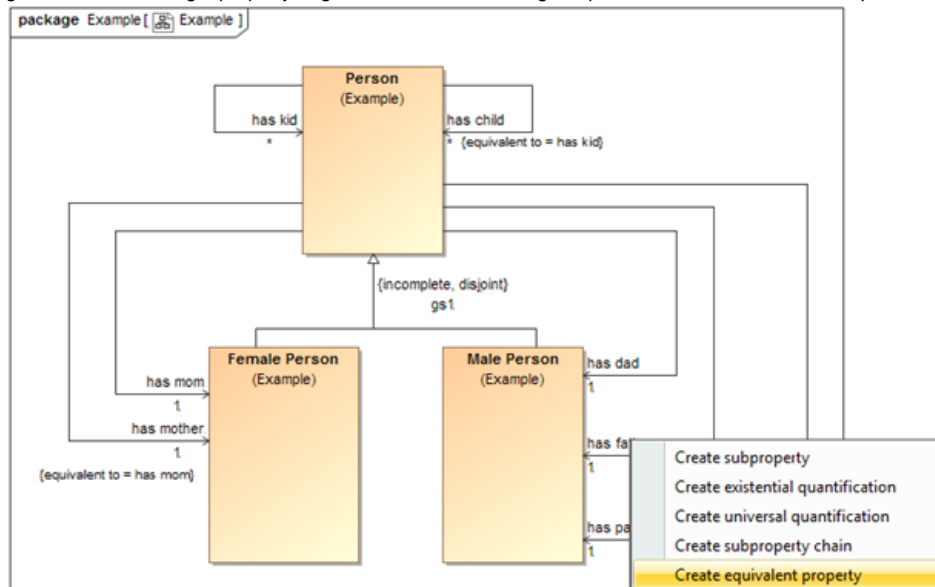 package Example [ Example ]
Person
(Example)
has kid
*
has child
* {equivalent to = has kid}
{incomplete, disjoint}
gs1
Female Person
(Example)
Male Person
(Example)
has mom
1
has mother
1
{equivalent to = has mom}
has dad
1
has
1
has
1
Create subproperty
Create existential quantification
Create universal quantification
Create subproperty chain
Create equivalent property